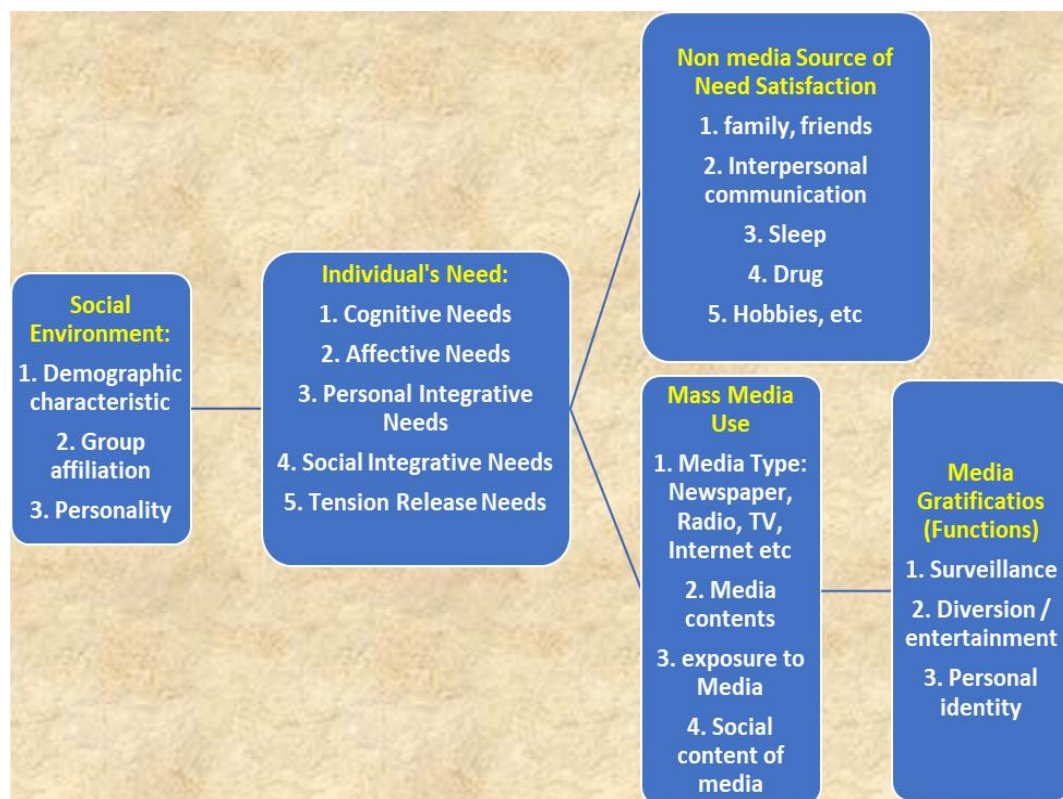 Social
Environment:
1. Demographic
characteristic
2. Group
affiliation
3. Personality
Individual's Need:
1. Cognitive Needs
2. Affective Needs
3. Personal Integrative
Needs
4. Social Integrative Needs
5. Tension Release Needs
Non media Source of
Need Satisfaction
1. family, friends
2. Interpersonal
communication
3. Sleep
4. Drug
5. Hobbies, etc
Mass Media
Use
1. Media Type:
Newspaper,
Radio, TV,
Internet etc
2. Media
contents
3. exposure to
Media
4. Social
content of
media
Media
Gratificatios
(Functions)
1. Surveillance
2. Diversion /
entertainment
3. Personal
identity